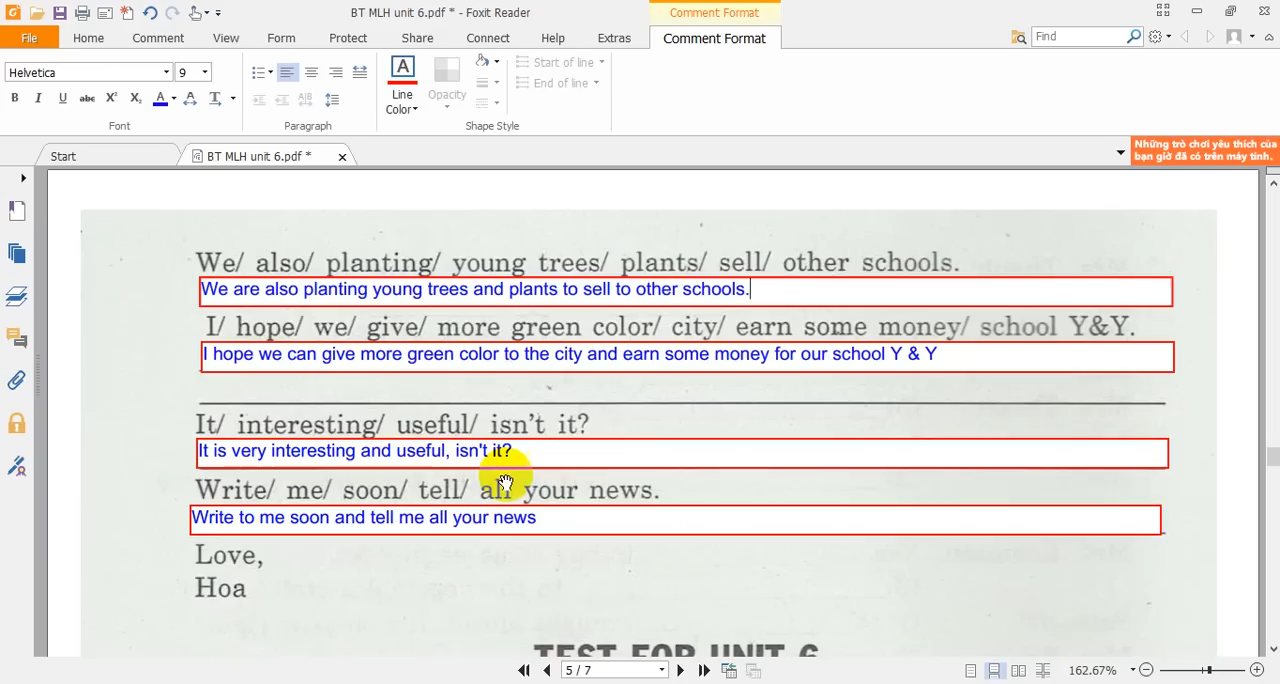 BT MLH unit 6.pdf * - Foxit Reader
Comment Format
File
Home
Comment
View
Form
Protect
Share
Connect
Help
Extras
Comment Format
Find
Helvetica
9
Start of line
End of line
Line Color
Opacity
B I U abc X² X₂ A
Font
Paragraph
Shape Style
Start
BT MLH unit 6.pdf *
Những trò chơi yêu thích của
bạn giờ đã có trên máy tính.
We/ also/ planting/ young trees/ plants/ sell/ other schools.
We are also planting young trees and plants to sell to other schools.
I/ hope/ we/ give/ more green color/ city/ earn some money/ school Y&Y.
I hope we can give more green color to the city and earn some money for our school Y & Y
It/ interesting/ useful/ isn't it?
It is very interesting and useful, isn't it?
Write/ me/ soon/ tell/ all your news.
Write to me soon and tell me all your news
Love,
Hoa
TEST FOR UNIT 6
5 / 7
162.67%